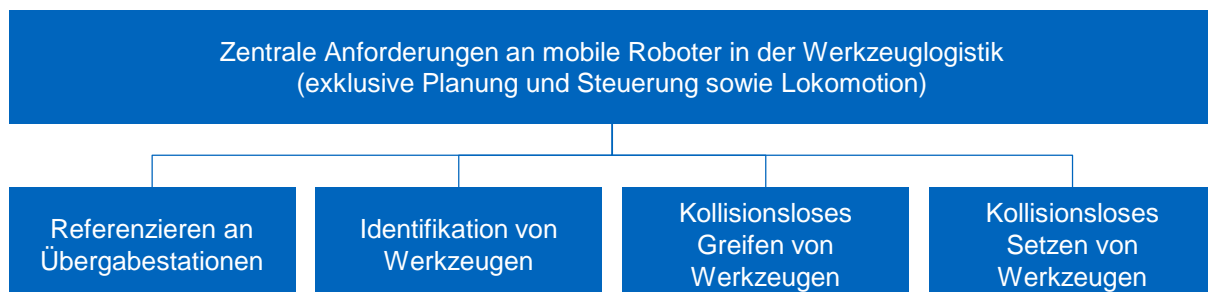 Zentrale Anforderungen an mobile Roboter in der Werkzeuglogistik
(exklusive Planung und Steuerung sowie Lokomotion)
Referenzieren an
Übergabestationen
Identifikation von
Werkzeugen
Kollisionsloses
Greifen von
Werkzeugen
Kollisionsloses
Setzen von
Werkzeugen